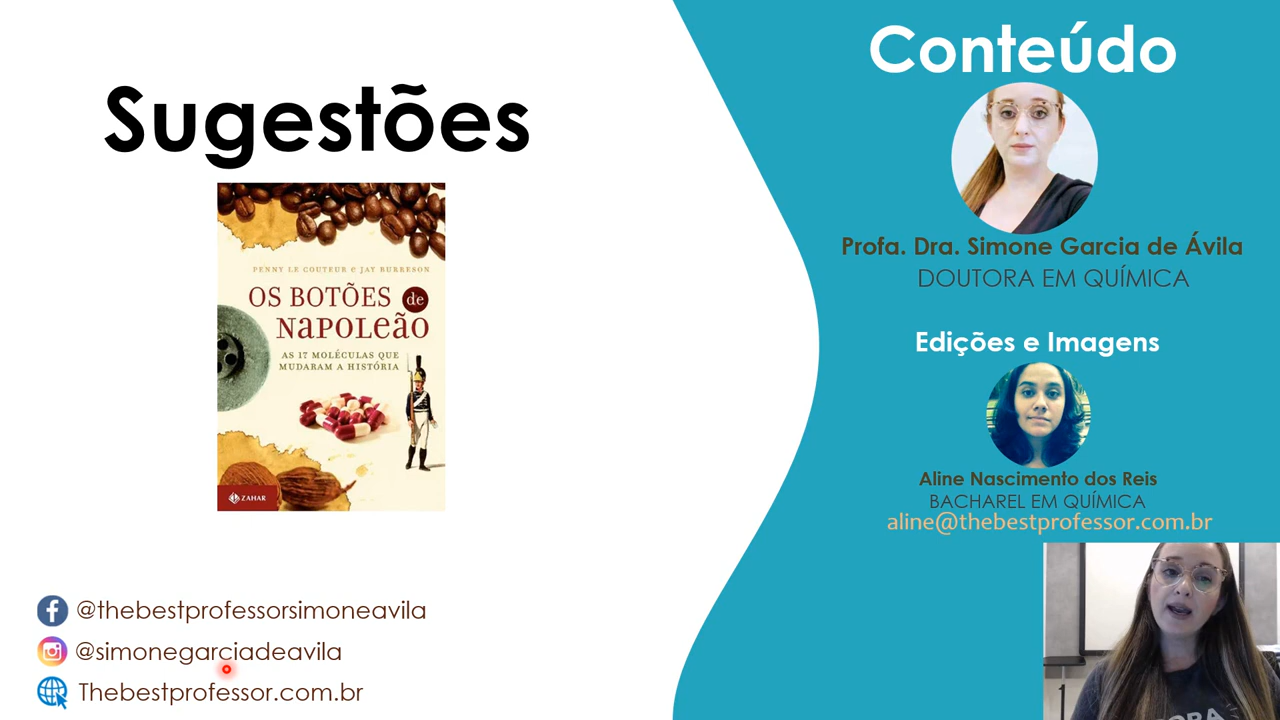 Sugestões
PENNY LE COUTEUR e JAY BURRESON
OS BOTÕES de
NAPOLEÃO
AS 17 MOLÉCULAS QUE
MUDARAM A HISTÓRIA
ZAHAR
@thebestprofessorsimoneavila
@simonegarciadeavila
Thebestprofessor.com.br
Conteúdo
Profa. Dra. Simone Garcia de Ávila
DOUTORA EM QUÍMICA
Edições e Imagens
Aline Nascimento dos Reis
BACHAREL EM QUÍMICA
aline@thebestprofessor.com.br